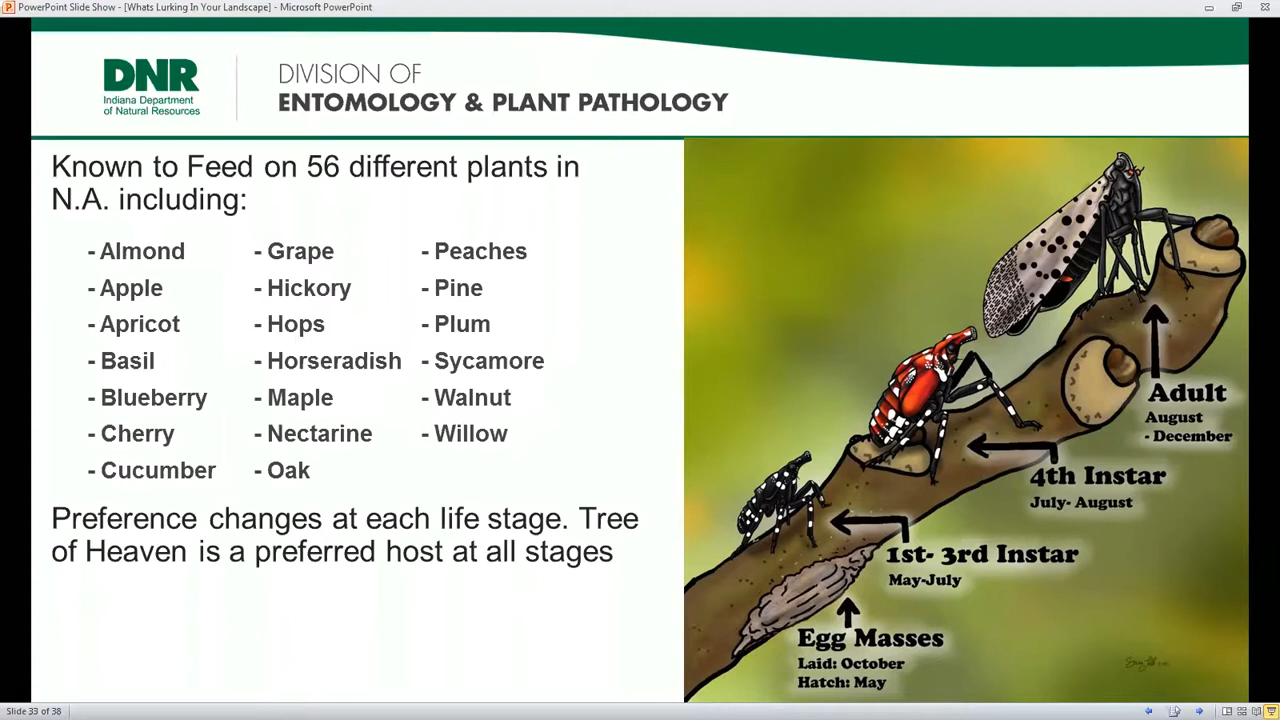 PowerPoint Slide Show - [Whats Lurking In Your Landscape] - Microsoft PowerPoint
DNR
Indiana Department
of Natural Resources
DIVISION OF
ENTOMOLOGY & PLANT PATHOLOGY
Known to Feed on 56 different plants in
N.A. including:
- Almond
- Apple
- Apricot
- Basil
- Blueberry
- Cherry
- Cucumber
- Grape
- Hickory
- Hops
- Horseradish
- Maple
- Nectarine
- Oak
- Peaches
- Pine
- Plum
- Sycamore
- Walnut
- Willow
Preference changes at each life stage. Tree
of Heaven is a preferred host at all stages
Adult
August
- December
4th Instar
July- August
1st- 3rd Instar
May-July
Egg Masses
Laid: October
Hatch: May
Slide 33 of 38